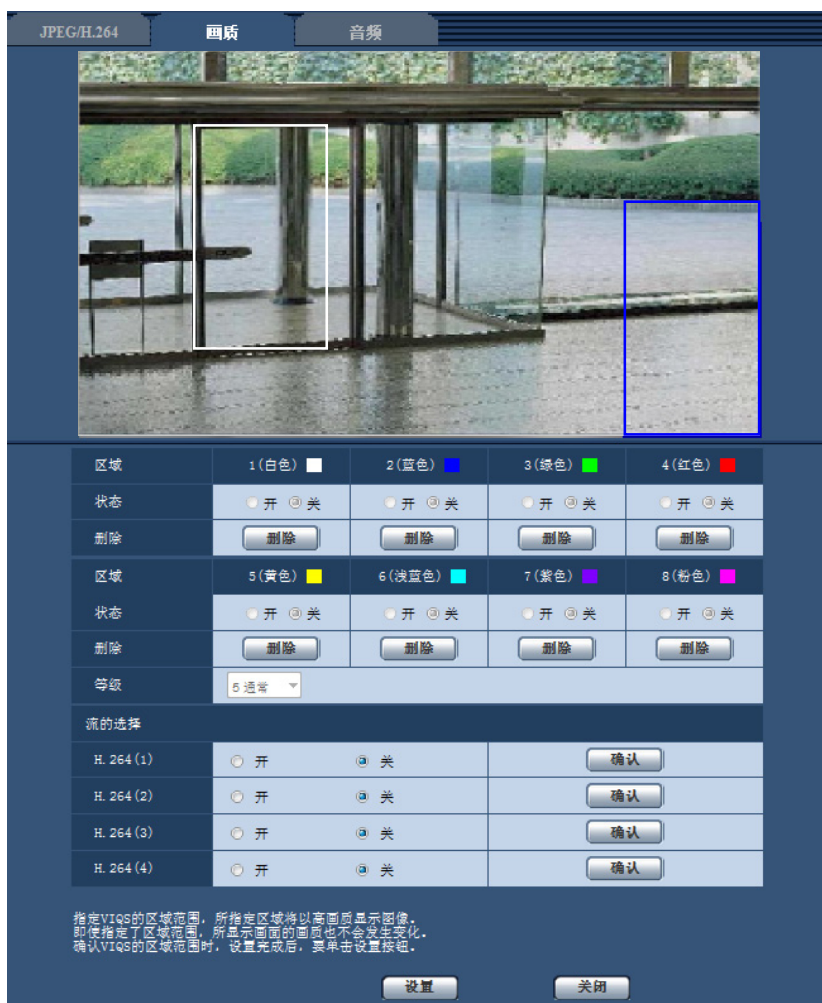 JPEG/H.264 画质 音频
区域 1(白色) 2(蓝色) 3(绿色) 4(红色)
状态 开 关 开 关 开 关 开 关
删除 删除 删除 删除 删除
区域 5(黄色) 6(浅蓝色) 7(紫色) 8(粉色)
状态 开 关 开 关 开 关 开 关
删除 删除 删除 删除 删除
等级 5 通常
流的选择
H.264(1) 开 关 确认
H.264(2) 开 关 确认
H.264(3) 开 关 确认
H.264(4) 开 关 确认
指定VIQS的区域范围，所指定区域将以高画质显示图像。
即使指定了区域范围，所显示画面的画质也不会发生变化。
确认VIQS的区域范围时，设置完成后，要单击设置按钮。
设置 关闭